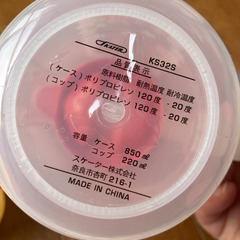 Skater KS32S
品質表示
原料樹脂 耐熱温度 耐冷温度
(ケース) ポリプロピレン 120度 -20度
(コップ) ポリプロピレン 120度 -20度
容量 ケース 850㎖
コップ 220㎖
スケーター株式会社
奈良市杏町 216-1
MADE IN CHINA